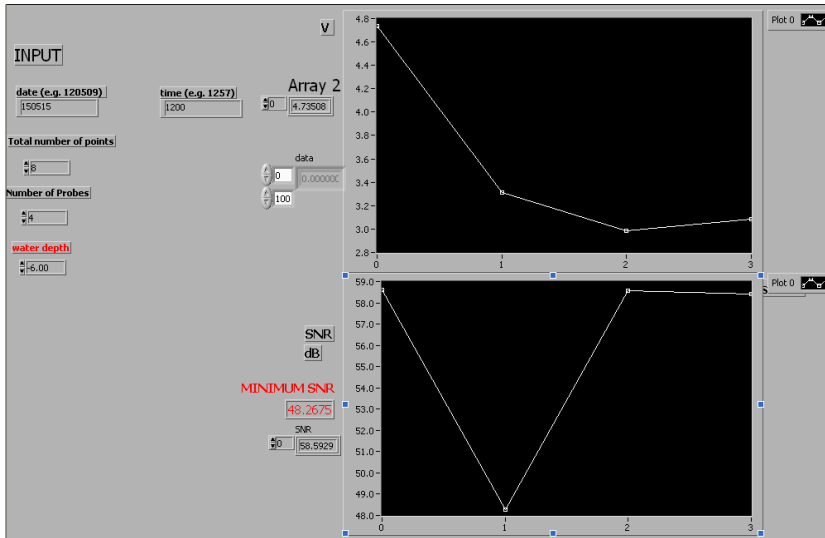 V
INPUT
date (e.g. 120509)
150515
time (e.g. 1257)
1200
Array 2
0
4.73508
Total number of points
8
data
0
0.00000
100
Number of Probes
4
water depth
-6.00
4.8
4.6
4.4
4.2
4.0
3.8
3.6
3.4
3.2
3.0
2.8
0 1 2 3
Plot 0
SNR
dB
MINIMUM SNR
48.2675
SNR
0
58.5929
59.0
58.0
57.0
56.0
55.0
54.0
53.0
52.0
51.0
50.0
49.0
48.0
0 1 2 3
Plot 0